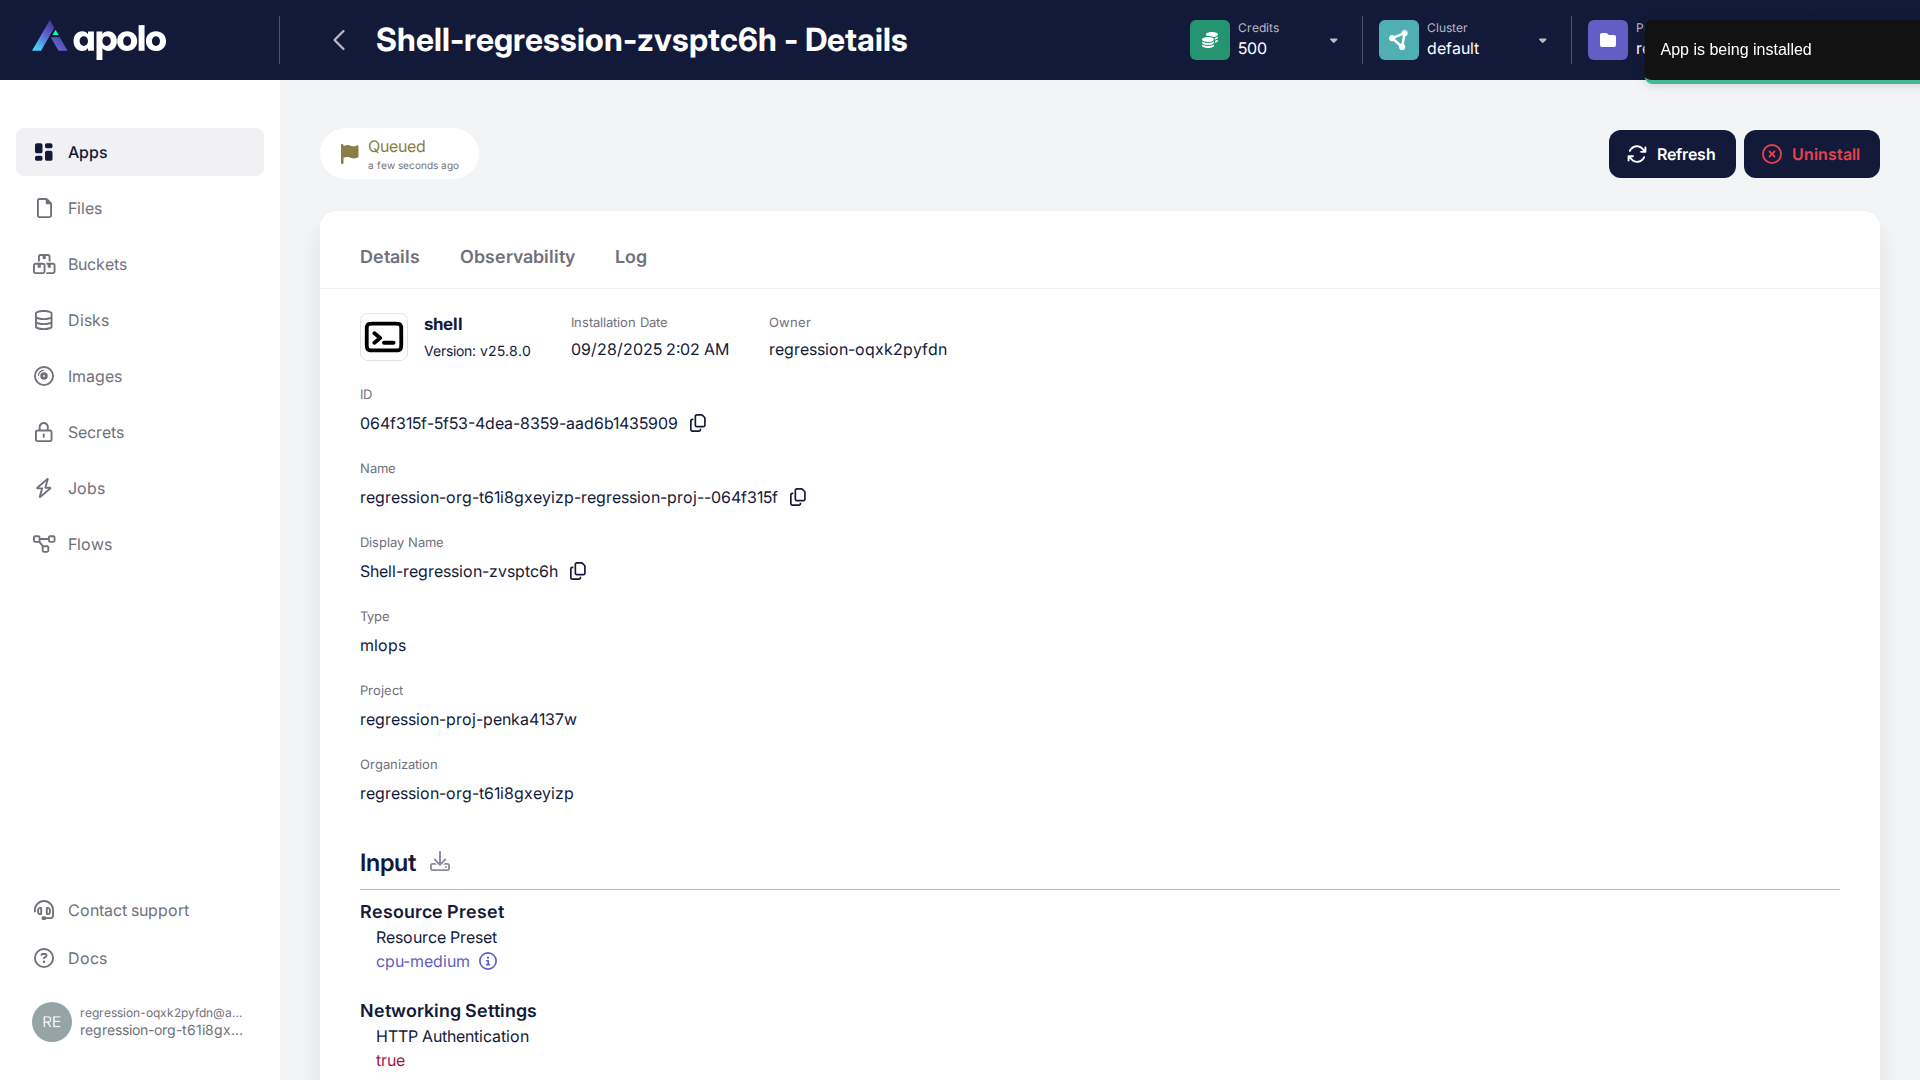 apolo
Shell-regression-zvsptc6h - Details
Credits
500
Cluster
default
App is being installed
Apps
Files
Buckets
Disks
Images
Secrets
Jobs
Flows
Contact support
Docs
RE
regression-oqxk2pyfdn@a...
regression-org-t61i8gx...
Queued
a few seconds ago
Refresh
Uninstall
Details
Observability
Log
shell
Version: v25.8.0
Installation Date
09/28/2025 2:02 AM
Owner
regression-oqxk2pyfdn
ID
064f315f-5f53-4dea-8359-aad6b1435909
Name
regression-org-t61i8gxeyizp-regression-proj--064f315f
Display Name
Shell-regression-zvsptc6h
Type
mlops
Project
regression-proj-penka4137w
Organization
regression-org-t61i8gxeyizp
Input
Resource Preset
Resource Preset
cpu-medium
Networking Settings
HTTP Authentication
true